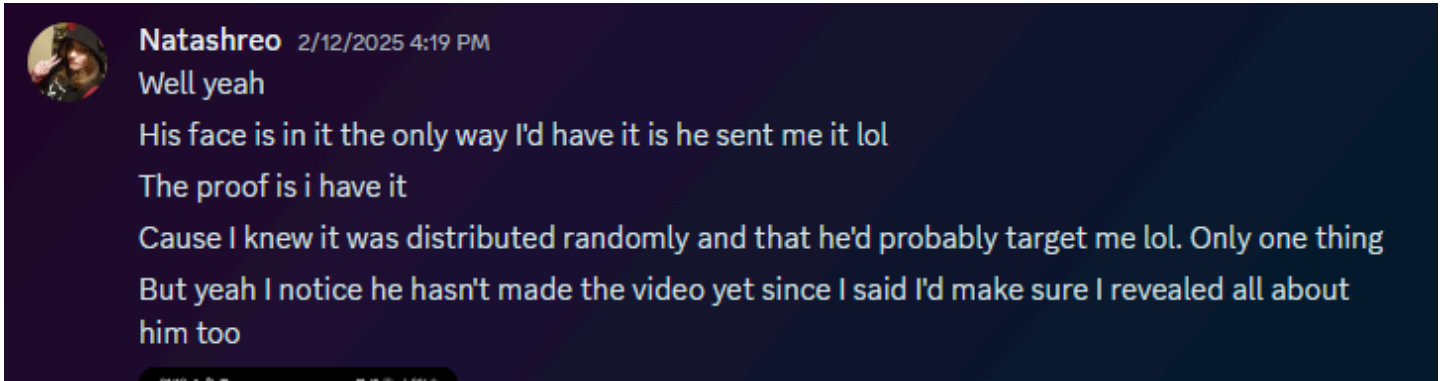 Natashreo 2/12/2025 4:19 PM
Well yeah
His face is in it the only way I'd have it is he sent me it lol
The proof is i have it
Cause I knew it was distributed randomly and that he'd probably target me lol. Only one thing
But yeah I notice he hasn't made the video yet since I said I'd make sure I revealed all about
him too